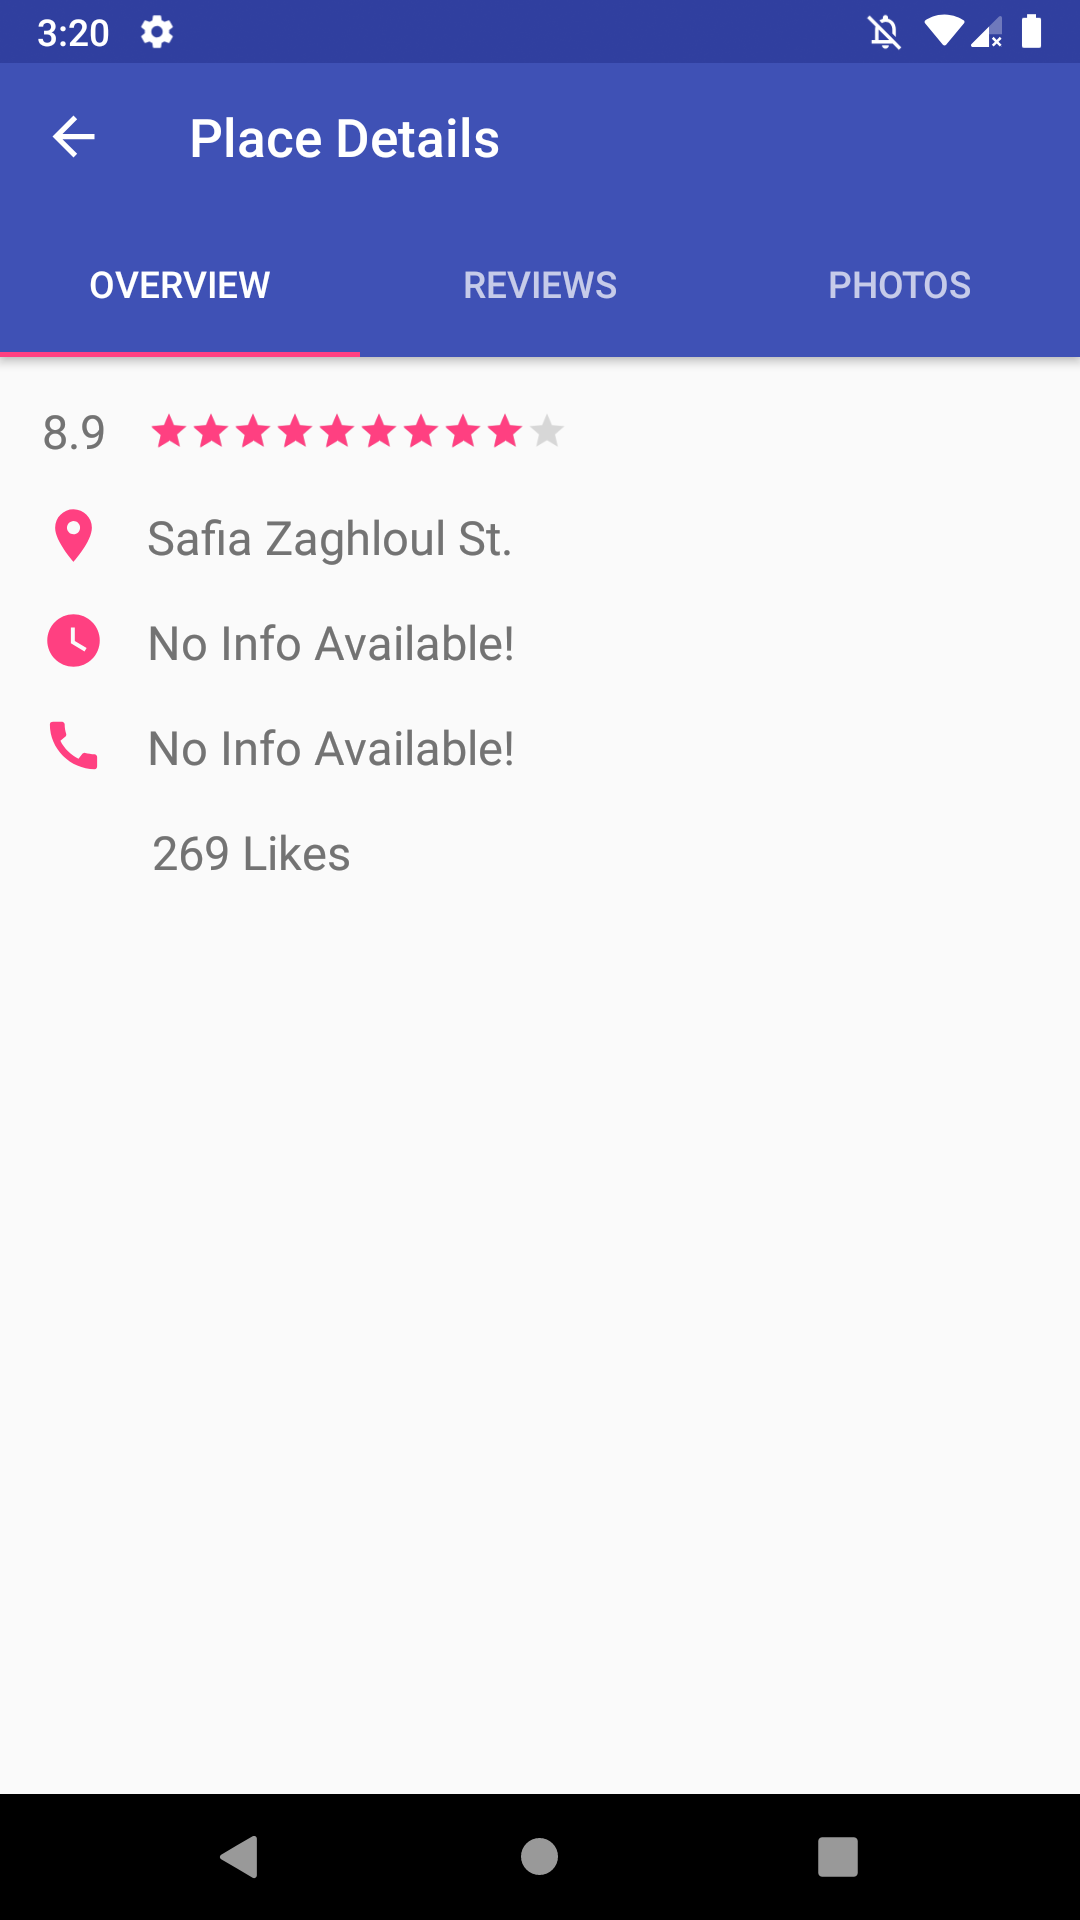 3:20
Place Details
OVERVIEW
REVIEWS
PHOTOS
8.9
Safia Zaghloul St.
No Info Available!
No Info Available!
269 Likes